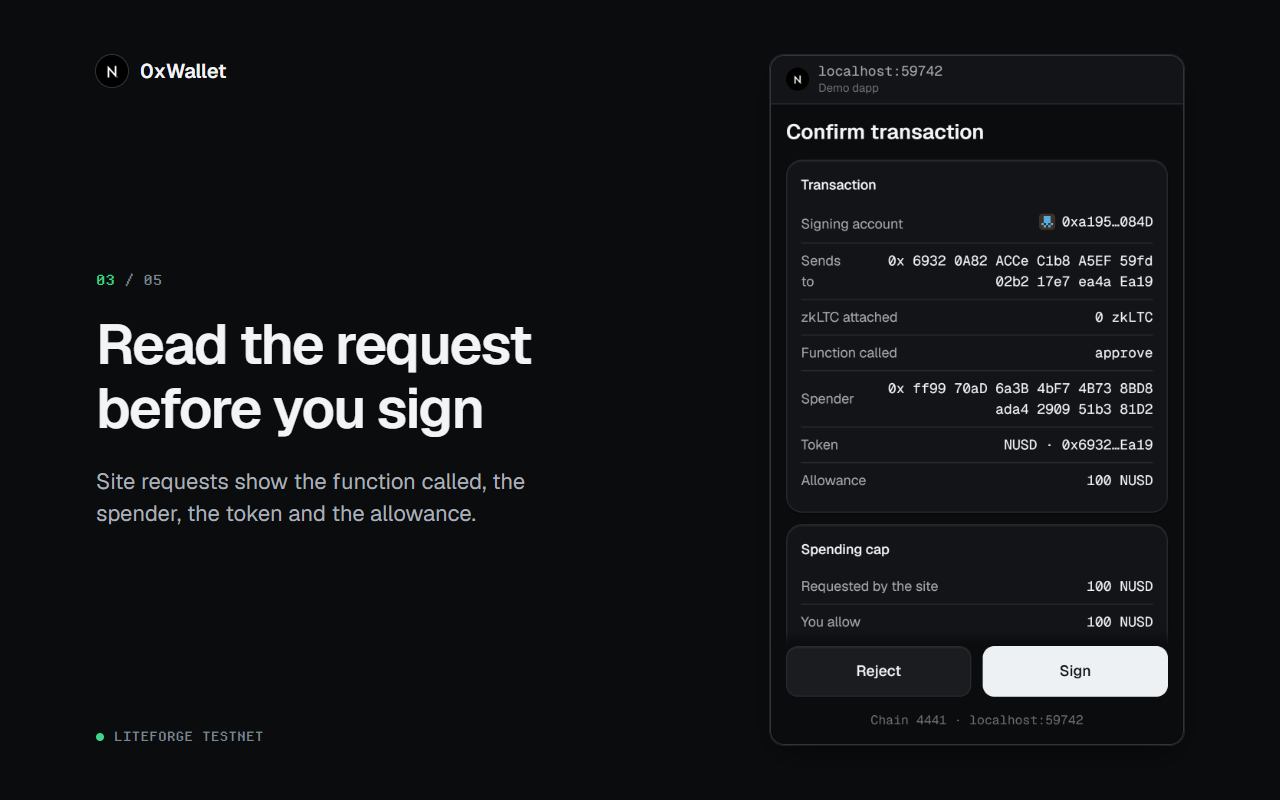 N 0xWallet
03 / 05
Read the request
before you sign
Site requests show the function called, the
spender, the token and the allowance.
LITEFORGE TESTNET
N localhost:59742
Demo dapp
Confirm transaction
Transaction
Signing account 0xa195…084D
Sends to 0x 6932 0A82 ACCe C1b8 A5EF 59fd
02b2 17e7 ea4a Ea19
zkLTC attached 0 zkLTC
Function called approve
Spender 0x ff99 70aD 6a3B 4bF7 4B73 8BD8
ada4 2909 51b3 81D2
Token NUSD · 0x6932…Ea19
Allowance 100 NUSD
Spending cap
Requested by the site 100 NUSD
You allow 100 NUSD
Reject Sign
Chain 4441 · localhost:59742